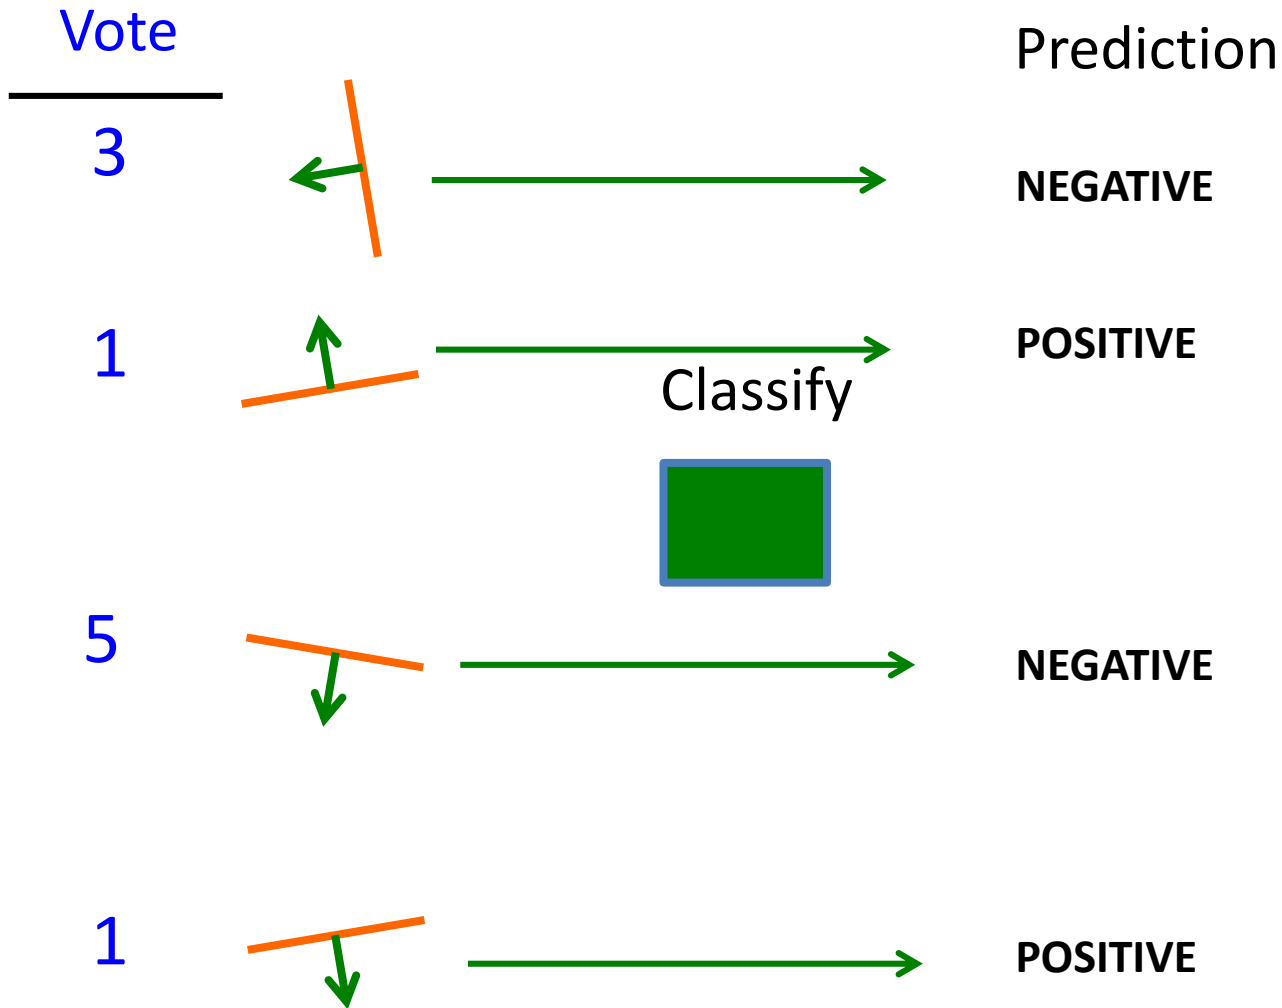 Vote
Prediction
3
NEGATIVE
1
POSITIVE
Classify
5
NEGATIVE
1
POSITIVE